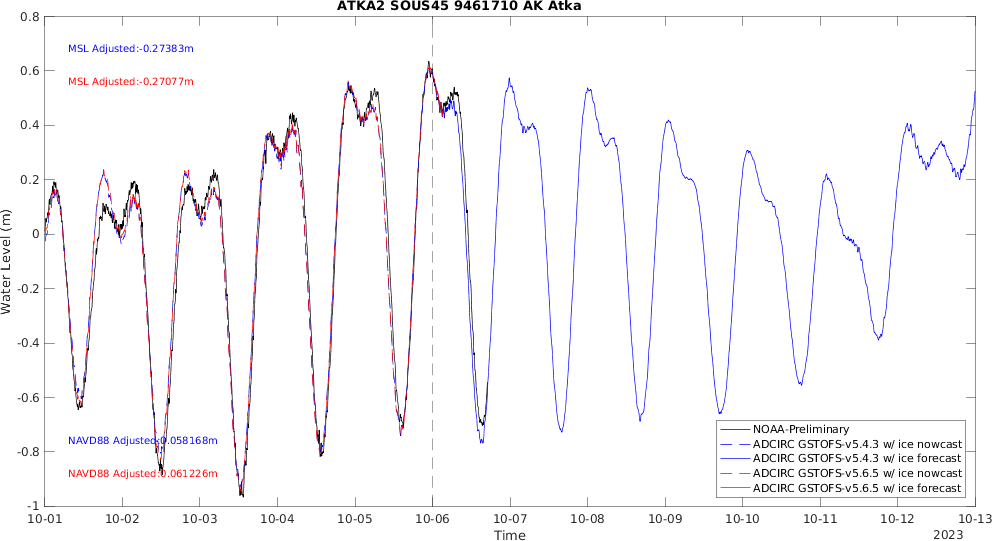 ATKA2 SOUS45 9461710 AK Atka
MSL Adjusted:-0.27383m
MSL Adjusted:-0.27077m
NAVD88 Adjusted:0.058168m
NAVD88 Adjusted:0.061226m
Water Level (m)
0.8
0.6
0.4
0.2
0
-0.2
-0.4
-0.6
-0.8
-1
NOAA-Preliminary
ADCIRC GSTOFS-v5.4.3 w/ ice nowcast
ADCIRC GSTOFS-v5.4.3 w/ ice forecast
ADCIRC GSTOFS-v5.6.5 w/ ice nowcast
ADCIRC GSTOFS-v5.6.5 w/ ice forecast
10-01 10-02 10-03 10-04 10-05 10-06 10-07 10-08 10-09 10-10 10-11 10-12 10-13
Time
2023